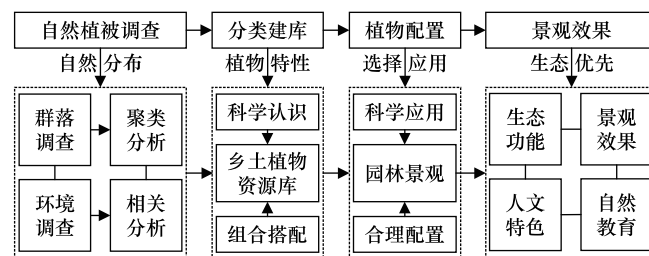 自然植被调查
分类建库
植物配置
景观效果
自然分布
植物特性
选择应用
生态优先
群落
调查
聚类
分析
环境
调查
相关
分析
科学认识
乡土植物
资源库
组合搭配
科学应用
园林景观
合理配置
生态
功能
景观
效果
人文
特色
自然
教育